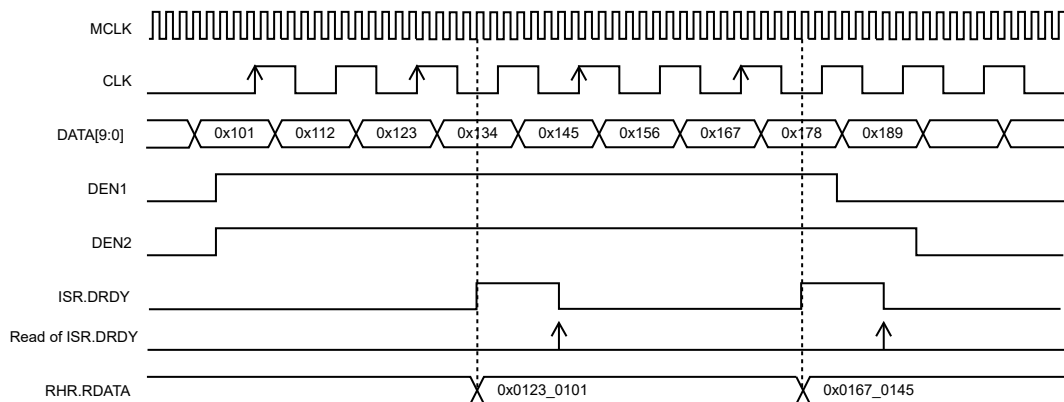 MCLK
CLK
DATA[9:0] 0x101 0x112 0x123 0x134 0x145 0x156 0x167 0x178 0x189
DEN1
DEN2
ISR.DRDY
Read of ISR.DRDY
RHR.RDATA 0x0123_0101 0x0167_0145